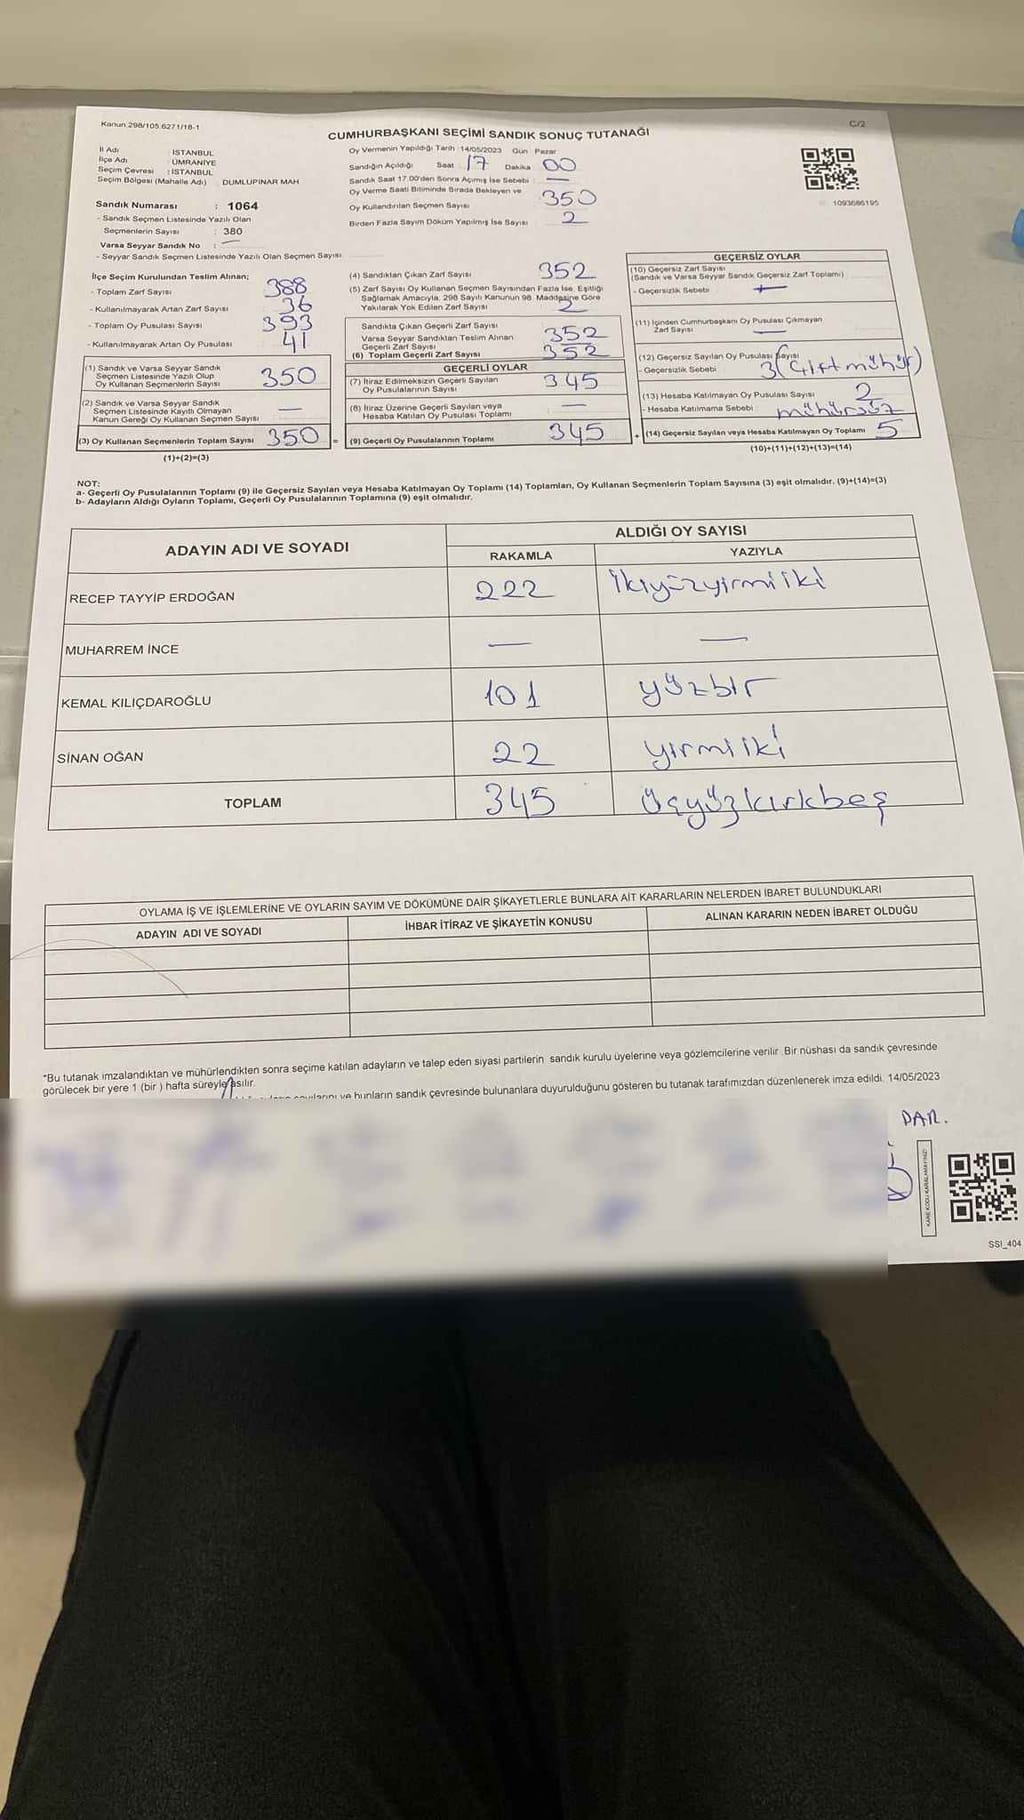 Kanun 298/105 6271/18-1
C/2
CUMHURBAŞKANI SEÇİMİ SANDIK SONUÇ TUTANAĞI
İl Adı : İSTANBUL
İlçe Adı : ÜMRANİYE
Seçim Çevresi : İSTANBUL
Seçim Bölgesi (Mahalle Adı) DUMLUPINAR MAH
Sandık Numarası : 1064
- Sandık Seçmen Listesinde Yazılı Olan
Seçmenlerin Sayısı : 380
Varsa Seyyar Sandık No : —
- Seyyar Sandık Seçmen Listesinde Yazılı Olan Seçmen Sayısı
Oy Vermenin Yapıldığı Tarih : 14/05/2023 Gün Pazar
Sandığın Açıldığı Saat 17 Dakika 00
Sandık Saat 17.00'den Sonra Açılmış İse Sebebi : —
Oy Verme Saati Bitiminde Sırada Bekleyen ve
Oy Kullandırılan Seçmen Sayısı 350
Birden Fazla Sayım Döküm Yapılmış İse Sayısı 2
1093686195
İlçe Seçim Kurulundan Teslim Alınan;
- Toplam Zarf Sayısı 388
- Kullanılmayarak Artan Zarf Sayısı 36
- Toplam Oy Pusulası Sayısı 393
- Kullanılmayarak Artan Oy Pusulası 41
(1) Sandık ve Varsa Seyyar Sandık
Seçmen Listesinde Yazılı Olup
Oy Kullanan Seçmenlerin Sayısı 350
(2) Sandık ve Varsa Seyyar Sandık
Seçmen Listesinde Kayıtlı Olmayan
Kanun Gereği Oy Kullanan Seçmen Sayısı —
(3) Oy Kullanan Seçmenlerin Toplam Sayısı 350 =
(1)+(2)=(3)
(4) Sandıktan Çıkan Zarf Sayısı 352
(5) Zarf Sayısı Oy Kullanan Seçmen Sayısından Fazla İse, Eşitliği
Sağlamak Amacıyla, 298 Sayılı Kanunun 98. Maddesine Göre
Yakılarak Yok Edilen Zarf Sayısı 2
Sandıkta Çıkan Geçerli Zarf Sayısı 352
Varsa Seyyar Sandıktan Teslim Alınan
Geçerli Zarf Sayısı —
(6) Toplam Geçerli Zarf Sayısı 352
GEÇERLİ OYLAR
(7) İtiraz Edilmeksizin Geçerli Sayılan
Oy Pusulalarının Sayısı 345
(8) İtiraz Üzerine Geçerli Sayılan veya
Hesaba Katılan Oy Pusulası Toplamı —
(9) Geçerli Oy Pusulalarının Toplamı 345 +
GEÇERSİZ OYLAR
(10) Geçersiz Zarf Sayısı
(Sandık ve Varsa Seyyar Sandık Geçersiz Zarf Toplamı)
- Geçersizlik Sebebi —
(11) İçinden Cumhurbaşkanı Oy Pusulası Çıkmayan
Zarf Sayısı —
(12) Geçersiz Sayılan Oy Pusulası Sayısı
- Geçersizlik Sebebi 3 (Çift mühür)
(13) Hesaba Katılmayan Oy Pusulası Sayısı 2
- Hesaba Katılmama Sebebi mühürsüz
(14) Geçersiz Sayılan veya Hesaba Katılmayan Oy Toplamı 5
(10)+(11)+(12)+(13)=(14)
NOT:
a- Geçerli Oy Pusulalarının Toplamı (9) ile Geçersiz Sayılan veya Hesaba Katılmayan Oy Toplamı (14) Toplamları, Oy Kullanan Seçmenlerin Toplam Sayısına (3) eşit olmalıdır. (9)+(14)=(3)
b- Adayların Aldığı Oyların Toplamı, Geçerli Oy Pusulalarının Toplamına (9) eşit olmalıdır.
ADAYIN ADI VE SOYADI
ALDIĞI OY SAYISI
RAKAMLA YAZIYLA
RECEP TAYYİP ERDOĞAN 222 İkiyüzyirmiiki
MUHARREM İNCE — —
KEMAL KILIÇDAROĞLU 101 yüzbir
SİNAN OĞAN 22 yirmiiki
TOPLAM 345 üçyüzkırkbeş
OYLAMA İŞ VE İŞLEMLERİNE VE OYLARIN SAYIM VE DÖKÜMÜNE DAİR ŞİKAYETLERLE BUNLARA AİT KARARLARIN NELERDEN İBARET BULUNDUKLARI
ADAYIN ADI VE SOYADI İHBAR İTİRAZ VE ŞİKAYETİN KONUSU ALINAN KARARIN NEDEN İBARET OLDUĞU
*Bu tutanak imzalandıktan ve mühürlendikten sonra seçime katılan adayların ve talep eden siyasi partilerin sandık kurulu üyelerine veya gözlemcilerine verilir. Bir nüshası da sandık çevresinde
görülecek bir yere 1 (bir) hafta süreyle asılır.
ve bunların sandık çevresinde bulunanlara duyurulduğunu gösteren bu tutanak tarafımızdan düzenlenerek imza edildi. 14/05/2023
KARE KODU KARALAMAYINIZ!
SSI_404